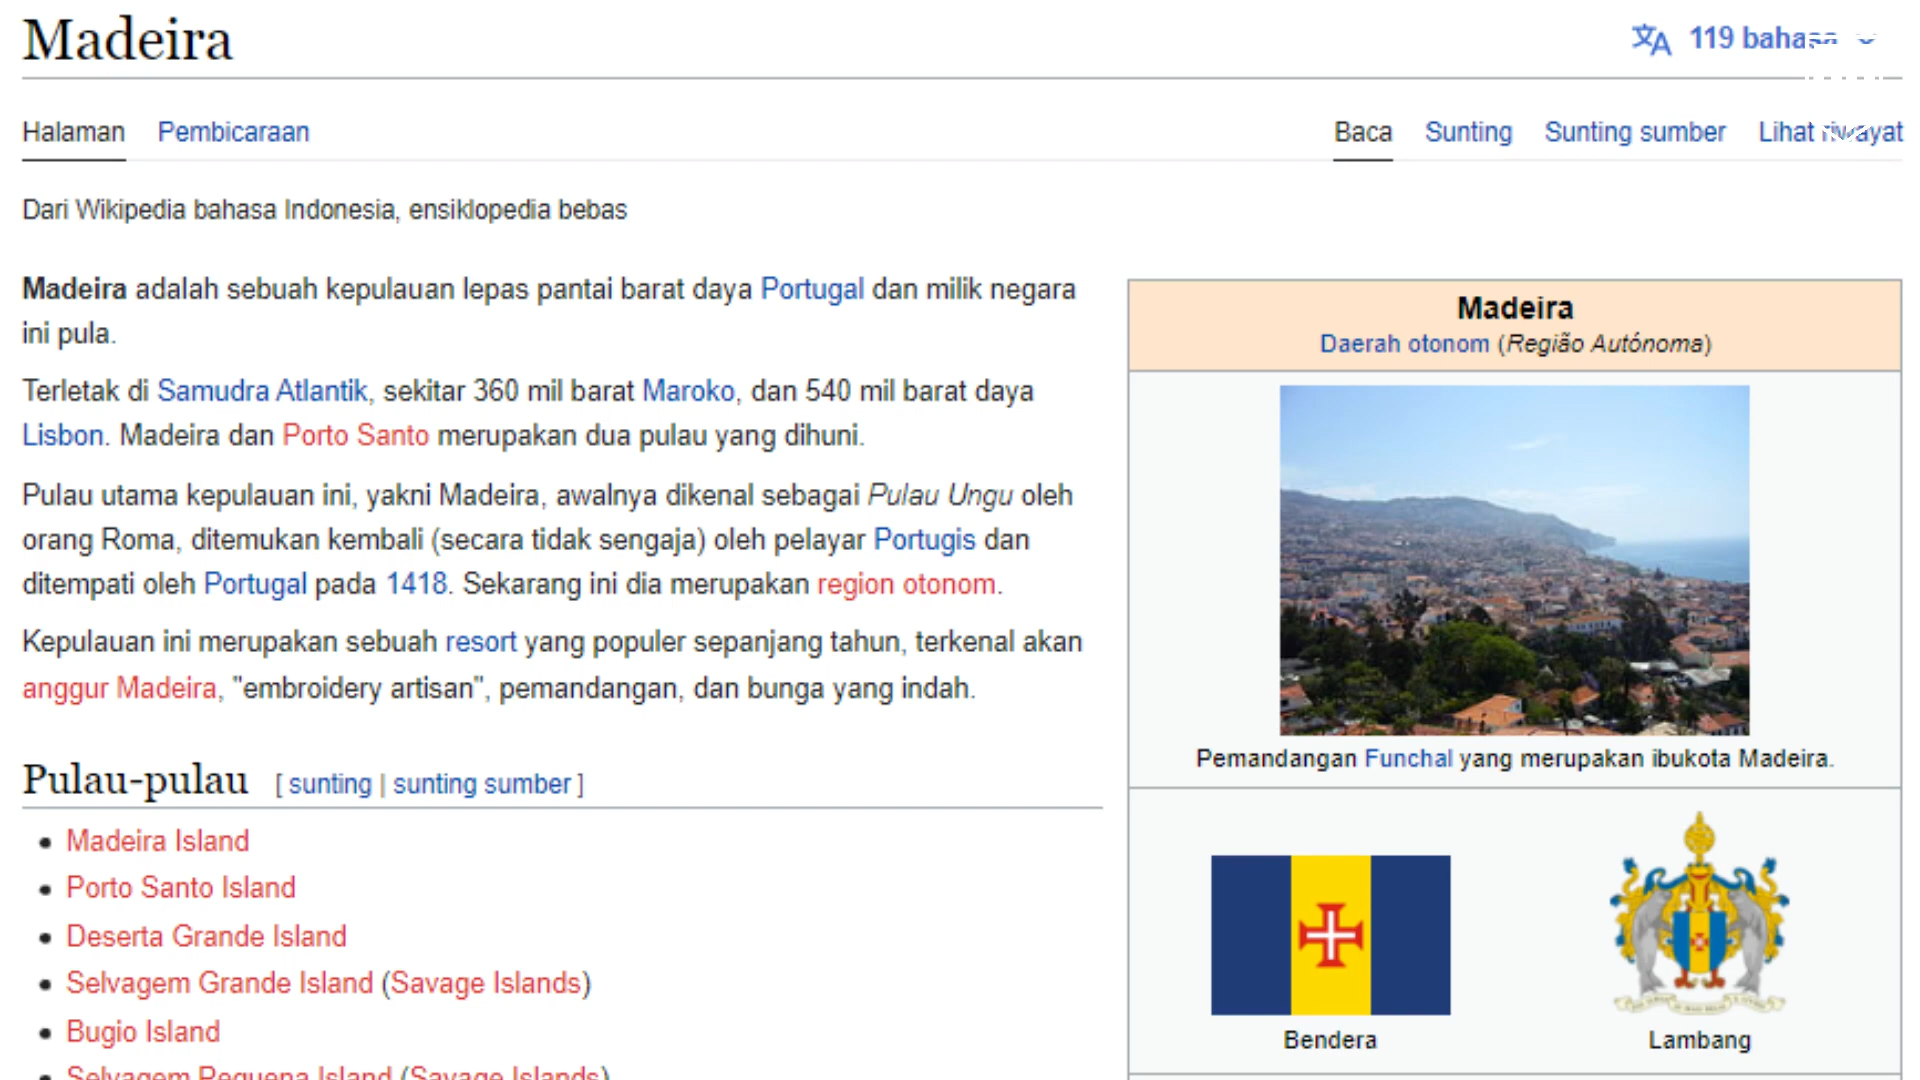 Madeira
119 bahasa
Halaman Pembicaraan Baca Sunting Sunting sumber Lihat riwayat
Dari Wikipedia bahasa Indonesia, ensiklopedia bebas
Madeira adalah sebuah kepulauan lepas pantai barat daya Portugal dan milik negara
ini pula.
Terletak di Samudra Atlantik, sekitar 360 mil barat Maroko, dan 540 mil barat daya
Lisbon. Madeira dan Porto Santo merupakan dua pulau yang dihuni.
Pulau utama kepulauan ini, yakni Madeira, awalnya dikenal sebagai Pulau Ungu oleh
orang Roma, ditemukan kembali (secara tidak sengaja) oleh pelayar Portugis dan
ditempati oleh Portugal pada 1418. Sekarang ini dia merupakan region otonom.
Kepulauan ini merupakan sebuah resort yang populer sepanjang tahun, terkenal akan
anggur Madeira, "embroidery artisan", pemandangan, dan bunga yang indah.
Pulau-pulau [ sunting | sunting sumber ]
• Madeira Island
• Porto Santo Island
• Deserta Grande Island
• Selvagem Grande Island (Savage Islands)
• Bugio Island
• Selvagem Pequena Island (Savage Islands)
Madeira
Daerah otonom (Região Autónoma)
Pemandangan Funchal yang merupakan ibukota Madeira.
Bendera
Lambang